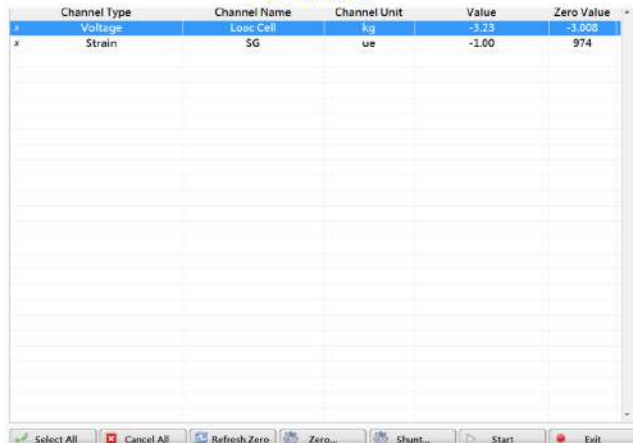 Channel Type Channel Name Channel Unit Value Zero Value
x Voltage Loac Cell kg -3.23 -3.008
x Strain SG ue -1.00 974
Select All Cancel All Refresh Zero Zero... Shunt... Start Exit